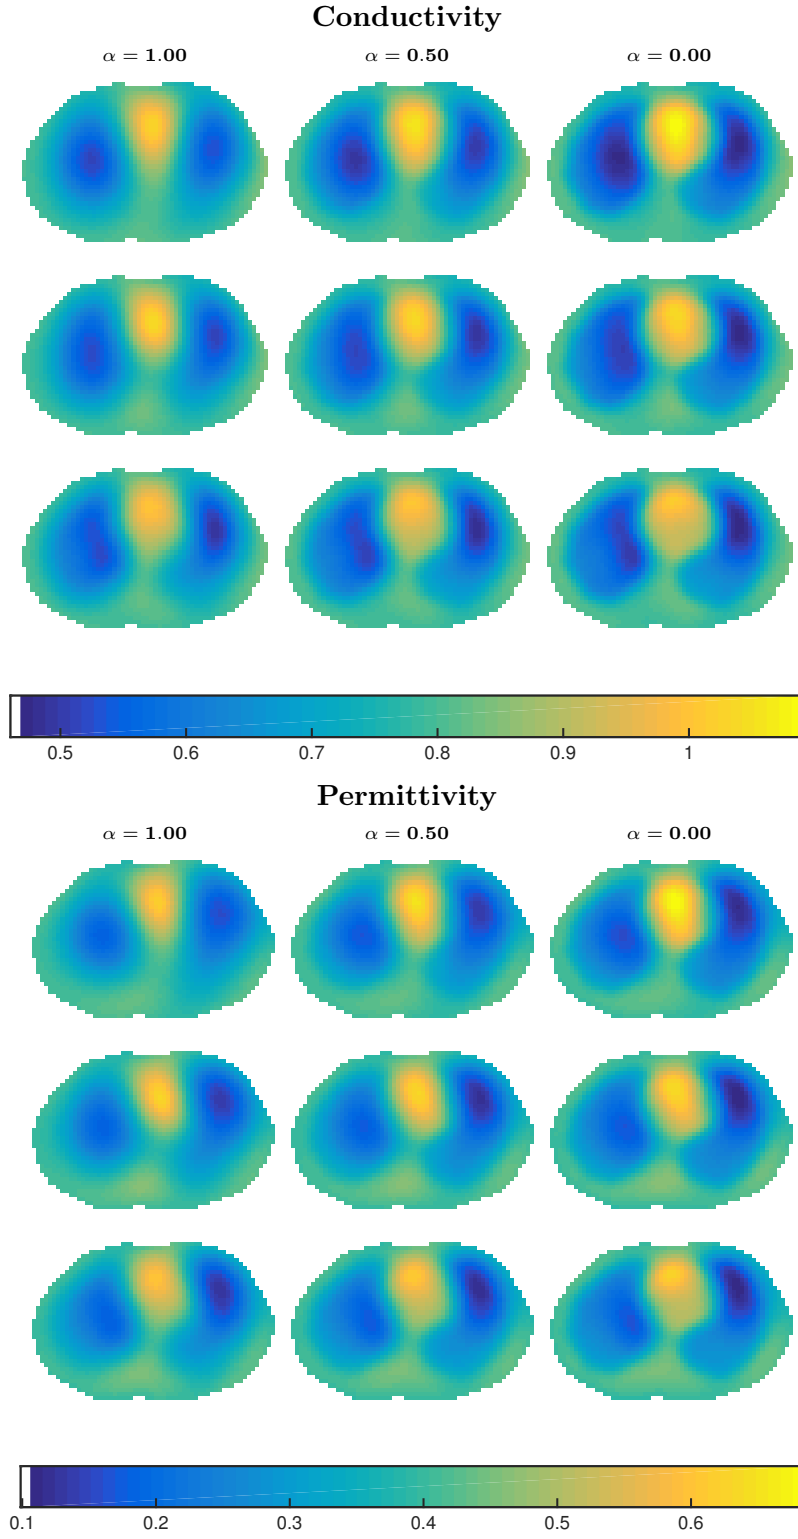 Conductivity
α = 1.00 α = 0.50 α = 0.00
0.5 0.6 0.7 0.8 0.9 1
Permittivity
α = 1.00 α = 0.50 α = 0.00
0.1 0.2 0.3 0.4 0.5 0.6